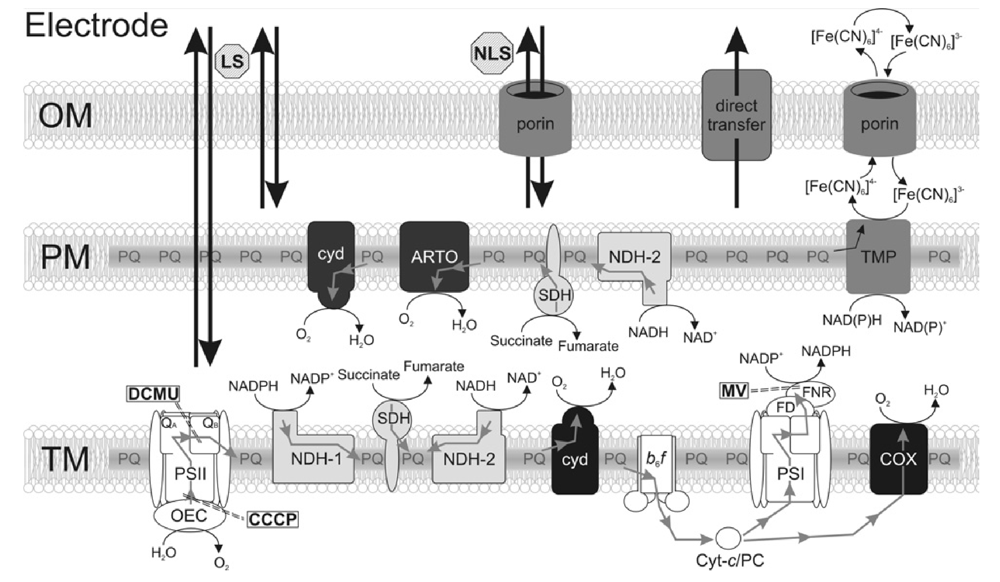 Electrode
LS
NLS
[Fe(CN)₆]⁴⁻
[Fe(CN)₆]³⁻
OM
porin
direct
transfer
porin
[Fe(CN)₆]⁴⁻
[Fe(CN)₆]³⁻
PM
PQ PQ PQ PQ PQ cyd PQ ARTO PQ PQ PQ NDH-2 PQ PQ PQ PQ TMP PQ
SDH
O₂ H₂O
O₂ H₂O
Succinate Fumarate
NADH NAD⁺
NAD(P)H NAD(P)⁺
NADPH NADP⁺
Succinate Fumarate
NADH NAD⁺
O₂ H₂O
NADP⁺ NADPH
O₂ H₂O
DCMU
MV
FNR
FD
QA QB
SDH
TM
PQ PQ NDH-1 PQ PQ NDH-2 PQ cyd PQ b₆f PQ PQ PQ COX PQ
PSII
PSI
OEC
CCCP
H₂O
O₂
Cyt-c/PC